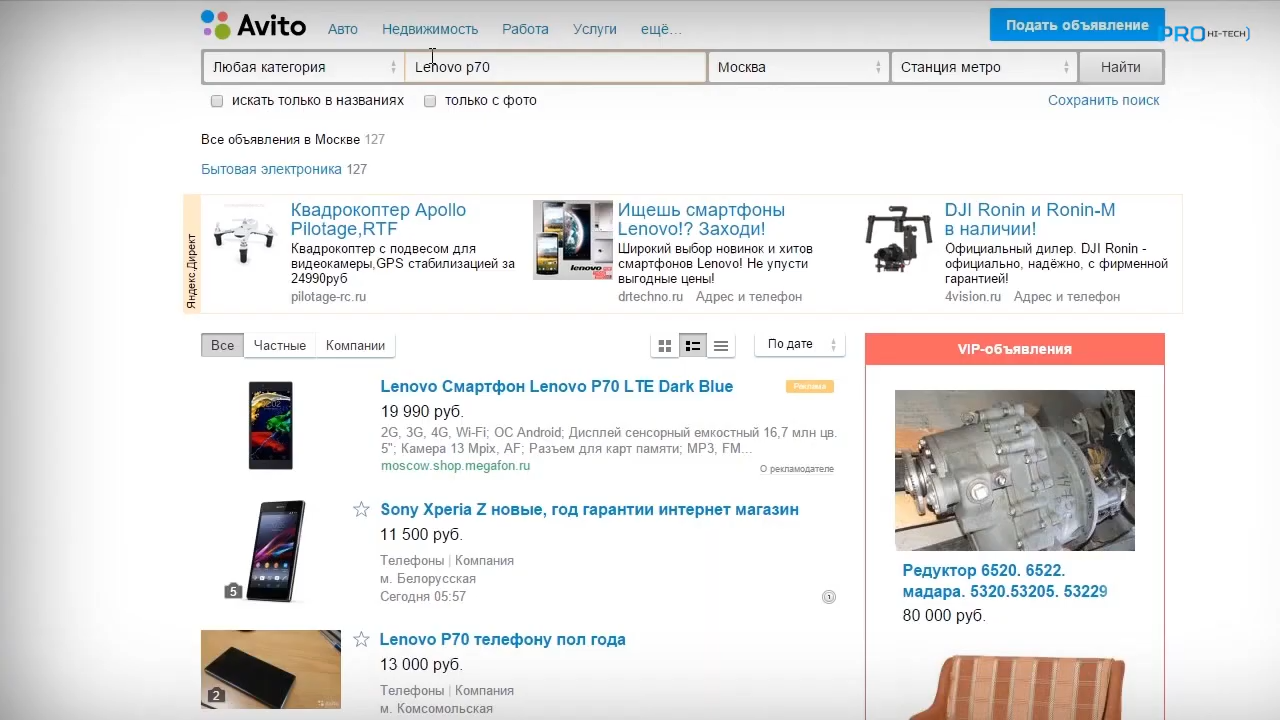 Avito
Авто
Недвижимость
Работа
Услуги
ещё...
Подать объявление
PRO HI-TECH
Любая категория
Lenovo p70
Москва
Станция метро
Найти
искать только в названиях
только с фото
Сохранить поиск
Все объявления в Москве 127
Бытовая электроника 127
Яндекс.Директ
Квадрокоптер Apollo
Pilotage,RTF
Квадрокоптер с подвесом для
видеокамеры,GPS стабилизацией за
24990руб
pilotage-rc.ru
lenovo
Ищешь смартфоны
Lenovo!? Заходи!
Широкий выбор новинок и хитов
смартфонов Lenovo! Не упусти
выгодные цены!
drtechno.ru Адрес и телефон
DJI Ronin и Ronin-M
в наличии!
Официальный дилер. DJI Ronin -
официально, надёжно, с фирменной
гарантией!
4vision.ru Адрес и телефон
Все
Частные
Компании
По дате
VIP-объявления
Lenovo Смартфон Lenovo P70 LTE Dark Blue
Реклама
19 990 руб.
2G, 3G, 4G, Wi-Fi; ОС Android; Дисплей сенсорный емкостный 16,7 млн цв.
5"; Камера 13 Mpix, AF; Разъем для карт памяти; MP3, FM...
moscow.shop.megafon.ru
О рекламодателе
5
Sony Xperia Z новые, год гарантии интернет магазин
11 500 руб.
Телефоны | Компания
м. Белорусская
Сегодня 05:57
2
Lenovo P70 телефону пол года
13 000 руб.
Телефоны | Компания
м. Комсомольская
Редуктор 6520. 6522.
мадара. 5320.53205. 53229
80 000 руб.